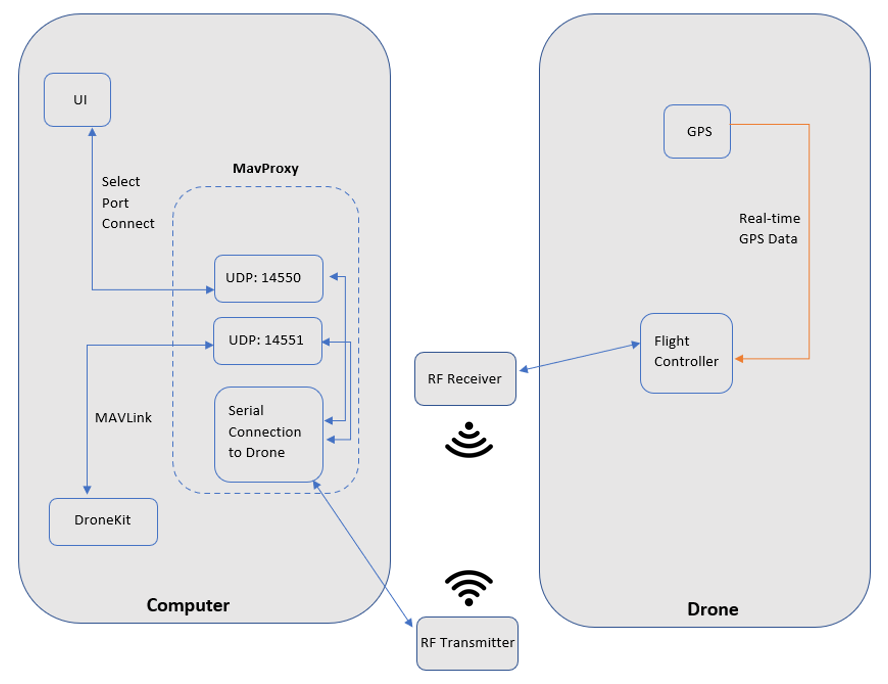 UI
Select
Port
Connect
MavProxy
UDP: 14550
UDP: 14551
Serial
Connection
to Drone
MAVLink
DroneKit
Computer
RF Receiver
RF Transmitter
GPS
Real-time
GPS Data
Flight
Controller
Drone